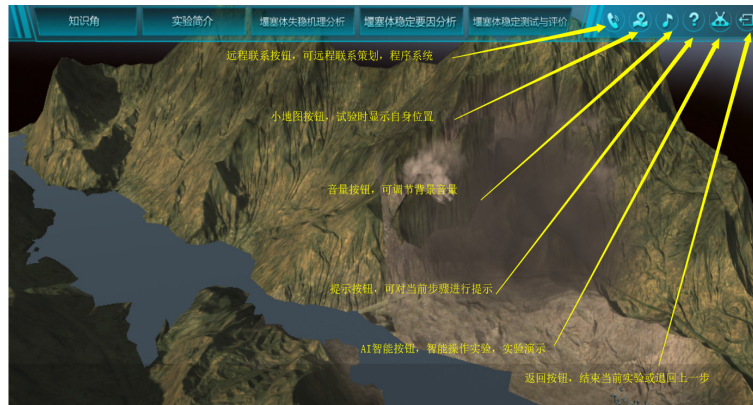 知识角
实验简介
堰塞体失稳机理分析
堰塞体稳定要因分析
堰塞体稳定测试与评价
?
远程联系按钮，可远程联系策划，程序系统
小地图按钮，试验时显示自身位置
音量按钮，可调节背景音量
提示按钮，可对当前步骤进行提示
AI智能按钮，智能操作实验，实验演示
返回按钮，结束当前实验或退回上一步